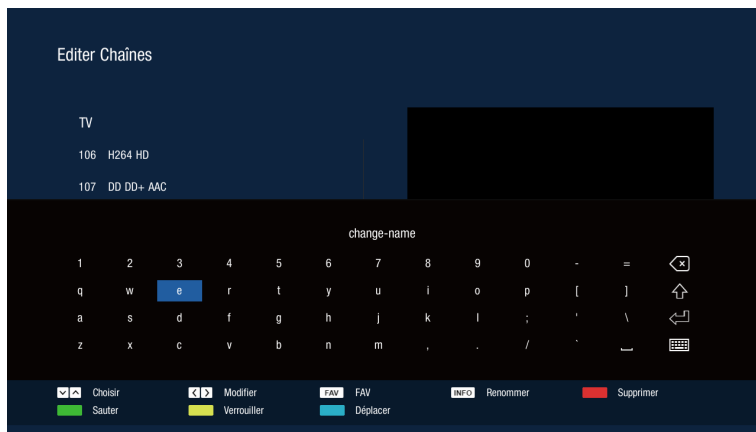 Editer Chaînes
TV
106 H264 HD
107 DD DD+ AAC
change-name
1 2 3 4 5 6 7 8 9 0 - =
q w e r t y u i o p [ ]
a s d f g h j k l ; ' \
z x c v b n m , . / `
Choisir Modifier FAV FAV INFO Renommer Supprimer
Sauter Verrouiller Déplacer